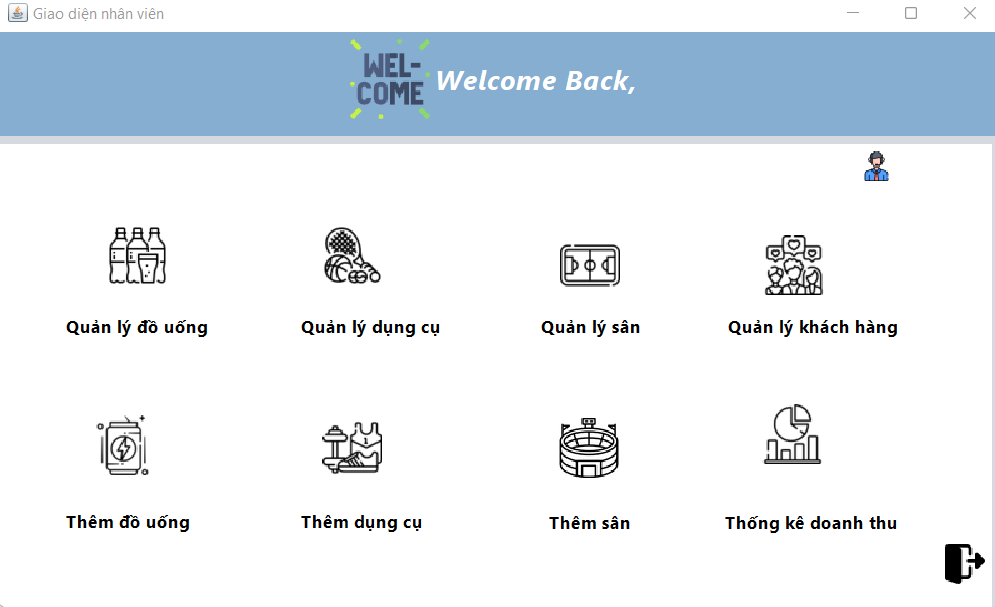 Giao diện nhân viên
WEL-
COME
Welcome Back,
Quản lý đồ uống
Quản lý dụng cụ
Quản lý sân
Quản lý khách hàng
Thêm đồ uống
Thêm dụng cụ
Thêm sân
Thống kê doanh thu